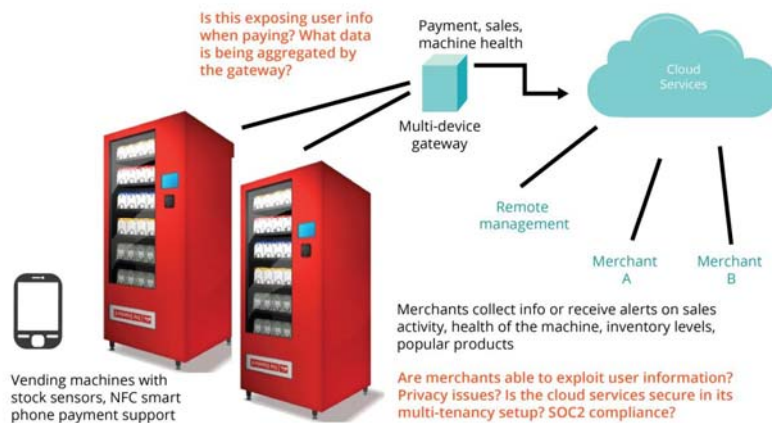 Is this exposing user info
when paying? What data
is being aggregated by
the gateway?
Payment, sales,
machine health
Cloud
Services
Multi-device
gateway
Remote
management
Merchant
A
Merchant
B
Merchants collect info or receive alerts on sales
activity, health of the machine, inventory levels,
popular products
Vending machines with
stock sensors, NFC smart
phone payment support
Are merchants able to exploit user information?
Privacy issues? Is the cloud services secure in its
multi-tenancy setup? SOC2 compliance?